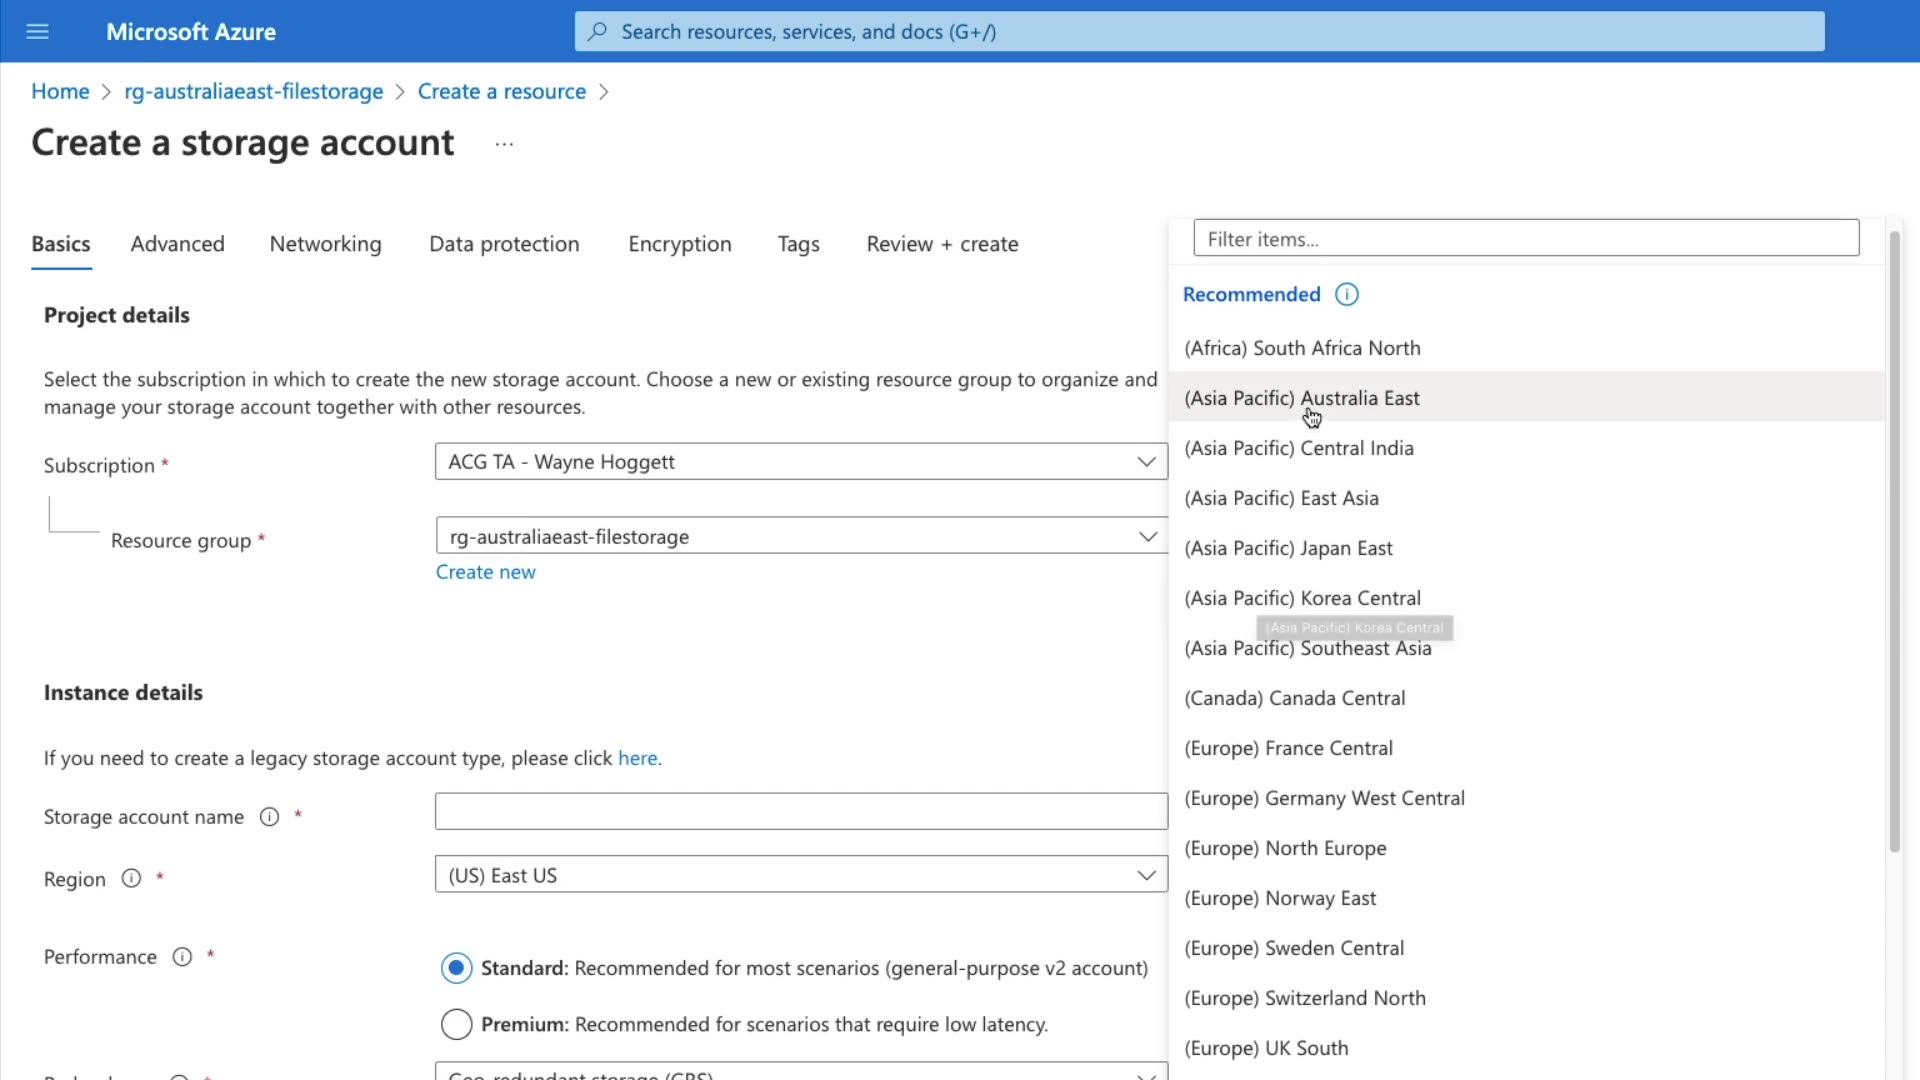 Microsoft Azure
Search resources, services, and docs (G+/)
Home > rg-australiaeast-filestorage > Create a resource >
Create a storage account ...
Basics Advanced Networking Data protection Encryption Tags Review + create
Project details
Select the subscription in which to create the new storage account. Choose a new or existing resource group to organize and
manage your storage account together with other resources.
Subscription *
ACG TA - Wayne Hoggett
Resource group *
rg-australiaeast-filestorage
Create new
Instance details
If you need to create a legacy storage account type, please click here.
Storage account name *
Region *
(US) East US
Performance *
Standard: Recommended for most scenarios (general-purpose v2 account)
Premium: Recommended for scenarios that require low latency.
Geo-redundant storage (GRS)
Filter items...
Recommended
(Africa) South Africa North
(Asia Pacific) Australia East
(Asia Pacific) Central India
(Asia Pacific) East Asia
(Asia Pacific) Japan East
(Asia Pacific) Korea Central
(Asia Pacific) Korea Central
(Asia Pacific) Southeast Asia
(Canada) Canada Central
(Europe) France Central
(Europe) Germany West Central
(Europe) North Europe
(Europe) Norway East
(Europe) Sweden Central
(Europe) Switzerland North
(Europe) UK South